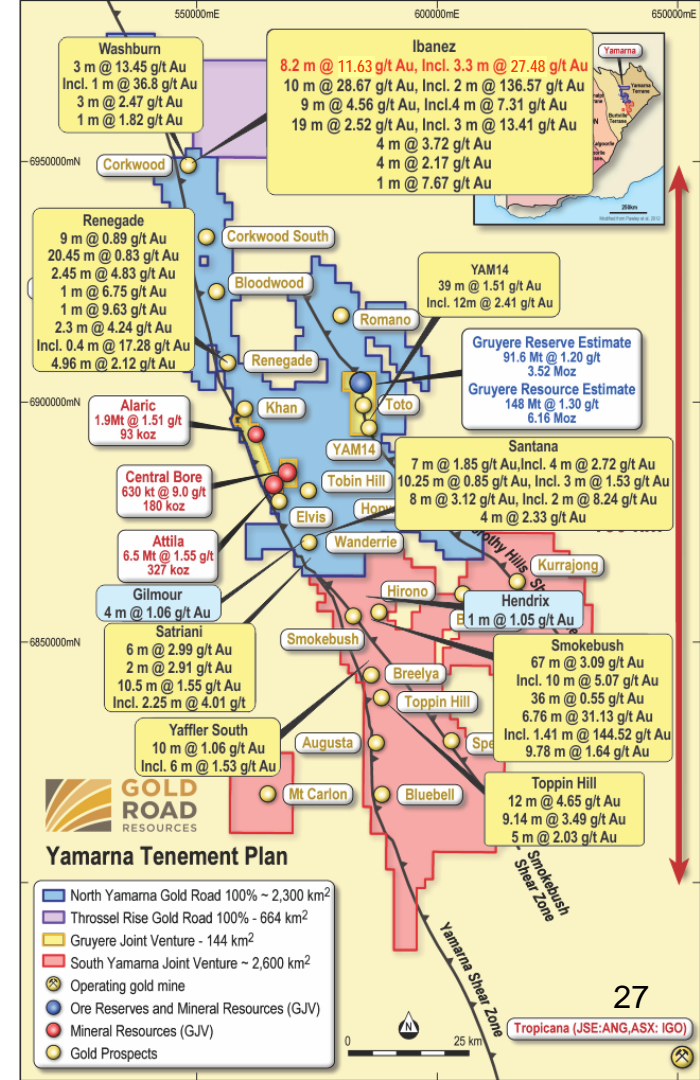 550000mE
600000mE
650000mE
Washburn
3 m @ 13.45 g/t Au
Incl. 1 m @ 36.8 g/t Au
3 m @ 2.47 g/t Au
1 m @ 1.82 g/t Au
Ibanez
8.2 m @ 11.63 g/t Au, Incl. 3.3 m @ 27.48 g/t Au
10 m @ 28.67 g/t Au, Incl. 2 m @ 136.57 g/t Au
9 m @ 4.56 g/t Au, Incl.4 m @ 7.31 g/t Au
19 m @ 2.52 g/t Au, Incl. 3 m @ 13.41 g/t Au
4 m @ 3.72 g/t Au
4 m @ 2.17 g/t Au
1 m @ 7.67 g/t Au
Yamarna
Yamarna
Terrane
Burtville
Terrane
250km
6950000mN
Corkwood
Renegade
9 m @ 0.89 g/t Au
20.45 m @ 0.83 g/t Au
2.45 m @ 4.83 g/t Au
1 m @ 6.75 g/t Au
1 m @ 9.63 g/t Au
2.3 m @ 4.24 g/t Au
Incl. 0.4 m @ 17.28 g/t Au
4.96 m @ 2.12 g/t Au
Corkwood South
Bloodwood
YAM14
39 m @ 1.51 g/t Au
Incl. 12m @ 2.41 g/t Au
Romano
Gruyere Reserve Estimate
91.6 Mt @ 1.20 g/t
3.52 Moz
Gruyere Resource Estimate
148 Mt @ 1.30 g/t
6.16 Moz
Renegade
6900000mN
Alaric
1.9Mt @ 1.51 g/t
93 koz
Khan
Toto
YAM14
Santana
7 m @ 1.85 g/t Au,Incl. 4 m @ 2.72 g/t Au
10.25 m @ 0.85 g/t Au, Incl. 3 m @ 1.53 g/t Au
8 m @ 3.12 g/t Au, Incl. 2 m @ 8.24 g/t Au
4 m @ 2.33 g/t Au
Central Bore
630 kt @ 9.0 g/t
180 koz
Tobin Hill
Elvis
Attila
6.5 Mt @ 1.55 g/t
327 koz
Wanderrie
Kurrajong
Gilmour
4 m @ 1.06 g/t Au
Hirono
Hendrix
1 m @ 1.05 g/t Au
Satriani
6 m @ 2.99 g/t Au
2 m @ 2.91 g/t Au
10.5 m @ 1.55 g/t Au
Incl. 2.25 m @ 4.01 g/t
6850000mN
Smokebush
Smokebush
67 m @ 3.09 g/t Au
Incl. 10 m @ 5.07 g/t Au
36 m @ 0.55 g/t Au
6.76 m @ 31.13 g/t Au
Incl. 1.41 m @ 144.52 g/t Au
9.78 m @ 1.64 g/t Au
Breelya
Toppin Hill
Yaffler South
10 m @ 1.06 g/t Au
Incl. 6 m @ 1.53 g/t Au
Augusta
Spe
Mt Carlon
Bluebell
Toppin Hill
12 m @ 4.65 g/t Au
9.14 m @ 3.49 g/t Au
5 m @ 2.03 g/t Au
GOLD
ROAD
RESOURCES
Yamarna Tenement Plan
Smokebush
Shear Zone
Yamarna Shear Zone
North Yamarna Gold Road 100% ~ 2,300 km2
Throssel Rise Gold Road 100% - 664 km2
Gruyere Joint Venture - 144 km2
South Yamarna Joint Venture ~ 2,600 km2
Operating gold mine
Ore Reserves and Mineral Resources (GJV)
Mineral Resources (GJV)
Gold Prospects
0
N
25 km
27
Tropicana (JSE:ANG,ASX: IGO)